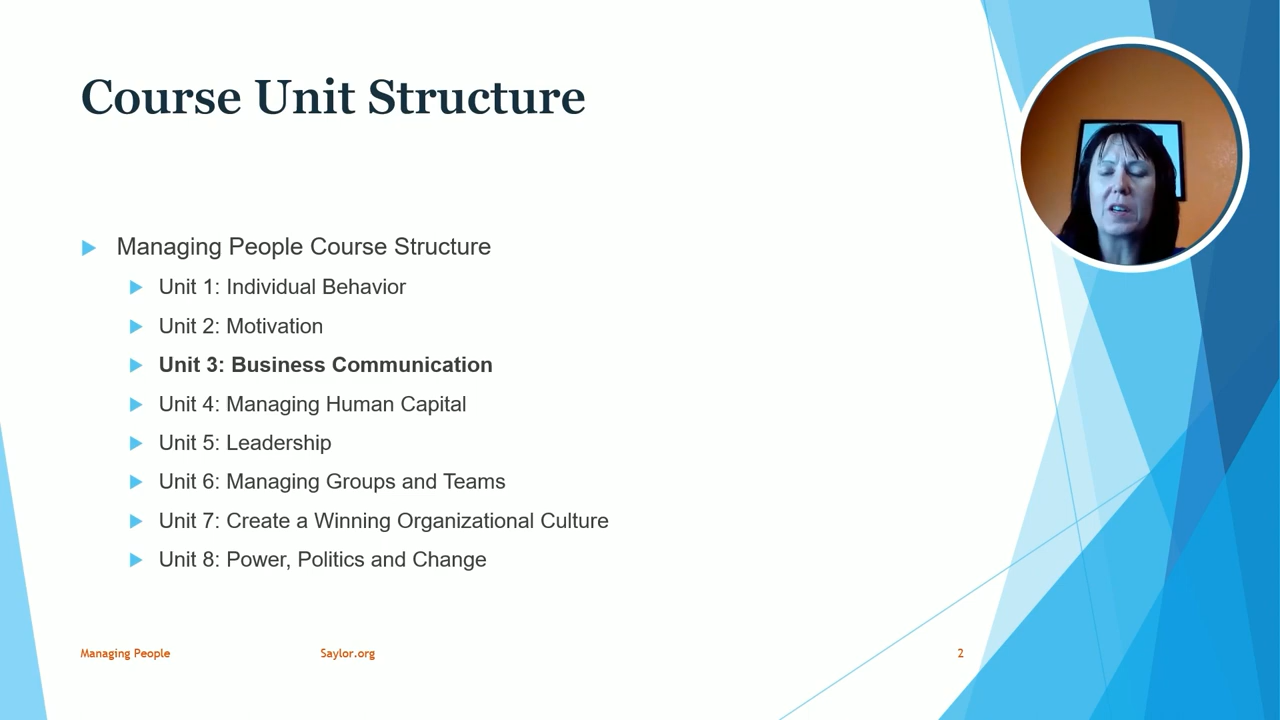 Course Unit Structure
Managing People Course Structure
Unit 1: Individual Behavior
Unit 2: Motivation
Unit 3: Business Communication
Unit 4: Managing Human Capital
Unit 5: Leadership
Unit 6: Managing Groups and Teams
Unit 7: Create a Winning Organizational Culture
Unit 8: Power, Politics and Change
Managing People Saylor.org 2